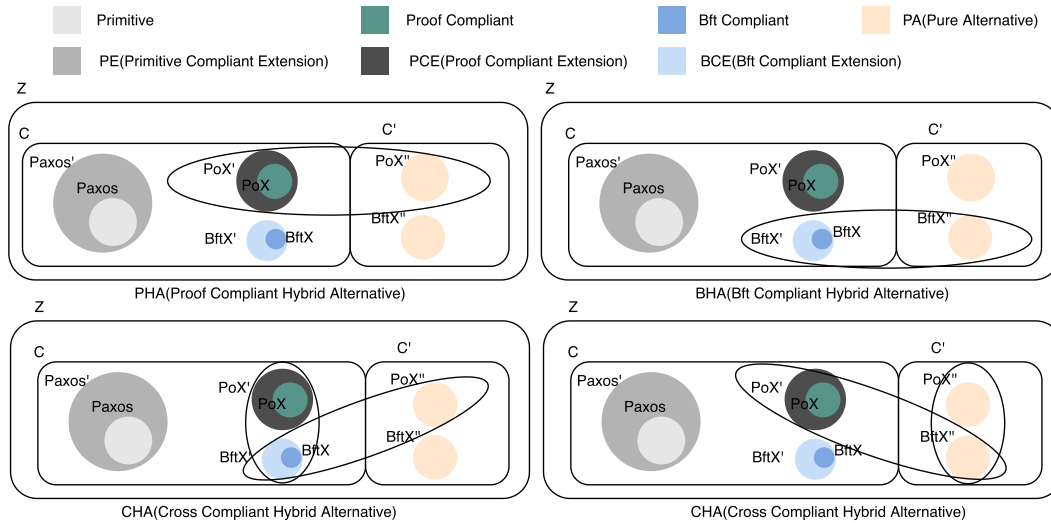 Primitive
Proof Compliant
Bft Compliant
PA(Pure Alternative)
PE(Primitive Compliant Extension)
PCE(Proof Compliant Extension)
BCE(Bft Compliant Extension)
Z
C
C'
Paxos'
Paxos
PoX'
PoX
PoX"
BftX'
BftX
BftX"
PHA(Proof Compliant Hybrid Alternative)
Z
C
C'
Paxos'
Paxos
PoX'
PoX
PoX"
BftX'
BftX
BftX"
BHA(Bft Compliant Hybrid Alternative)
Z
C
C'
Paxos'
Paxos
PoX'
PoX
PoX"
BftX'
BftX
BftX"
CHA(Cross Compliant Hybrid Alternative)
Z
C
C'
Paxos'
Paxos
PoX'
PoX
PoX"
BftX'
BftX
BftX"
CHA(Cross Compliant Hybrid Alternative)